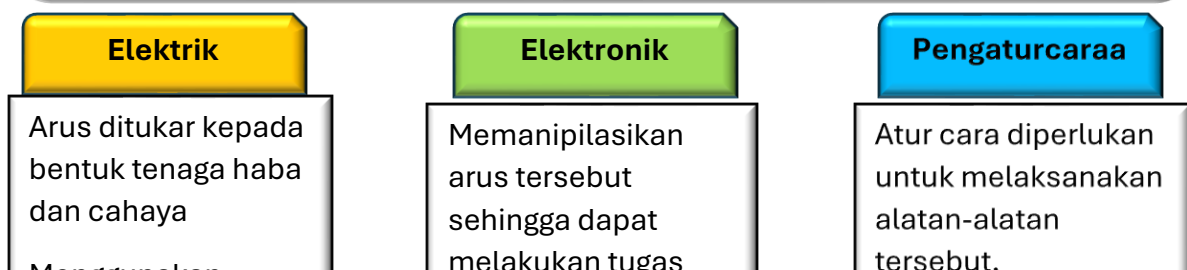 Elektrik
Arus ditukar kepada
bentuk tenaga haba
dan cahaya
Elektronik
Memanipilasikan
arus tersebut
sehingga dapat
melakukan tugas
Pengaturcaraa
Atur cara diperlukan
untuk melaksanakan
alatan-alatan
tersebut.